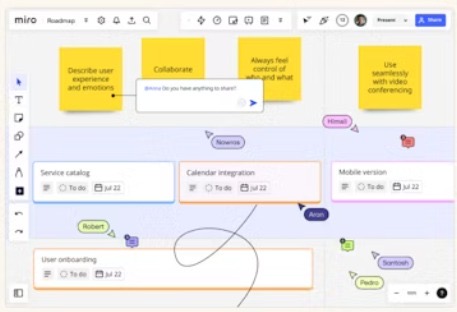 miro
Roadmap
12
Present
Share
Describe user
experience
and emotions
Collaborate
Always feel
control of
who and what
Use
seamlessly
with video
conferencing
@Anna Do you have anything to share?
Himali
Service catalog
To do
Jul 22
Calendar integration
To do
Jul 22
Mobile version
To do
Jul 22
Aron
Robert
User onboarding
To do
Jul 22
Santosh
Pedro